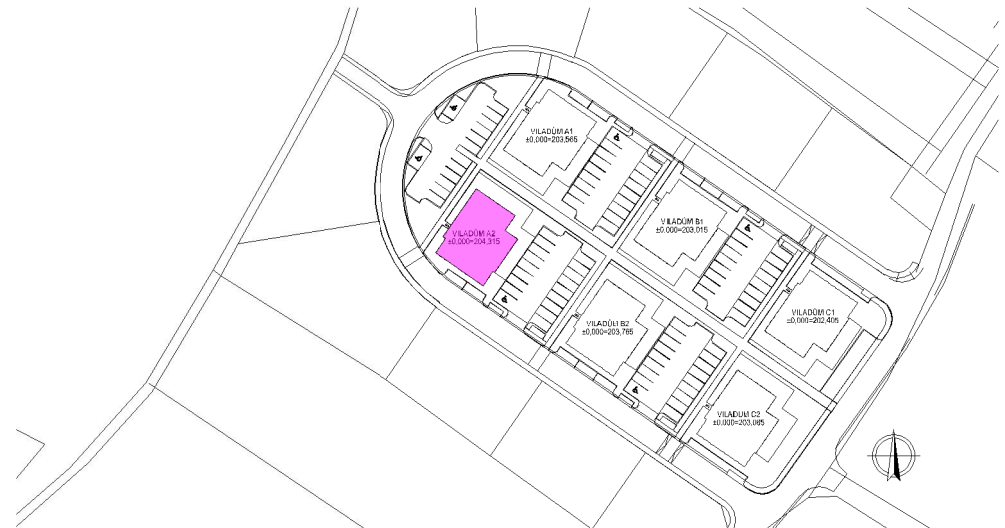 VILADŮM A1
±0,000=203,565
VILADŮM A2
±0,000=204,315
VILADŮM B1
±0,000=203,015
VILADŮM B2
±0,000=203,765
VILADŮM C1
±0,000=202,405
VILADŮM C2
±0,000=203,065